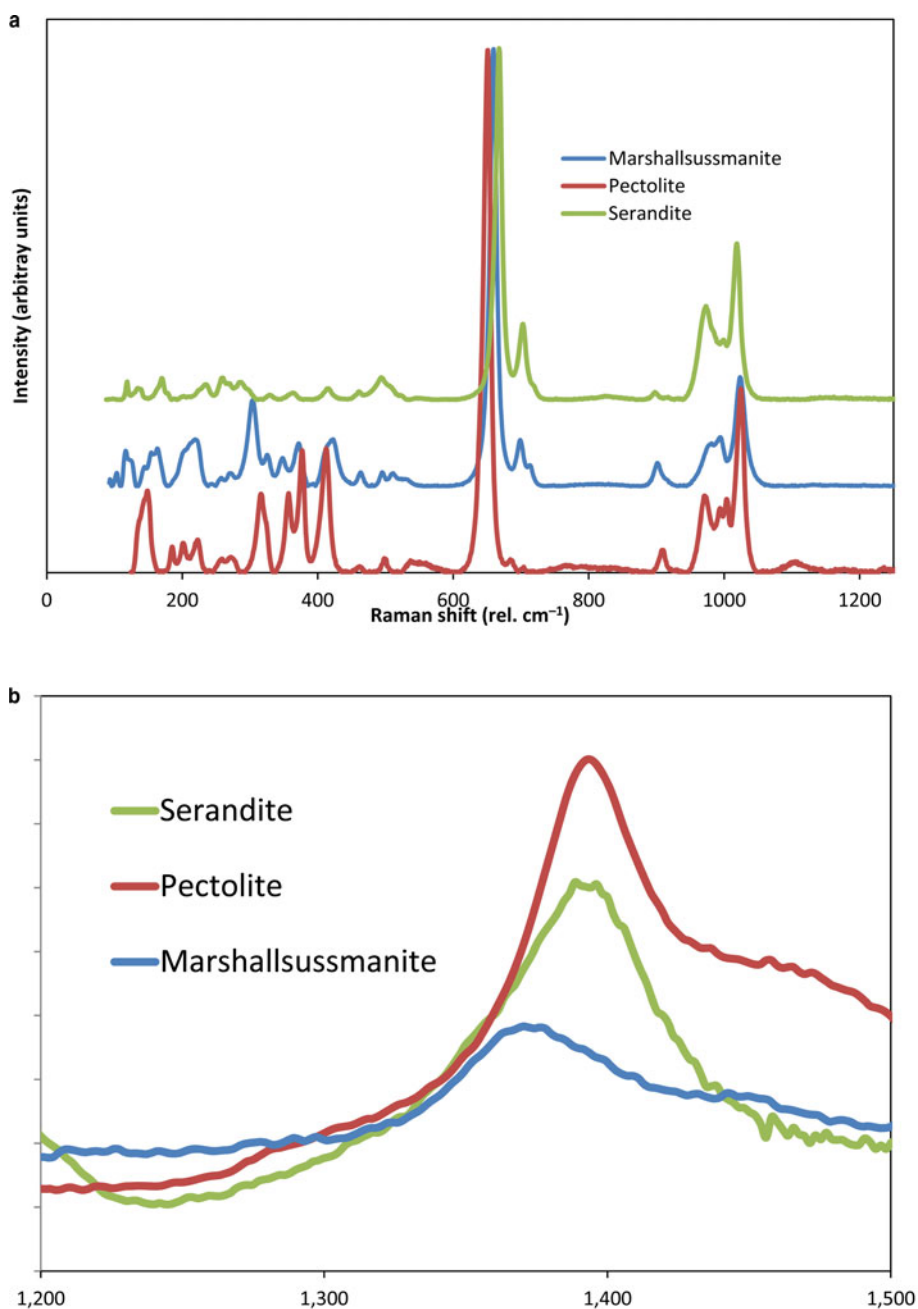 a
Intensity (arbitray units)
Marshallsussmanite
Pectolite
Serandite
0 200 400 600 800 1000 1200
Raman shift (rel. cm⁻¹)
b
Serandite
Pectolite
Marshallsussmanite
1,200 1,300 1,400 1,500